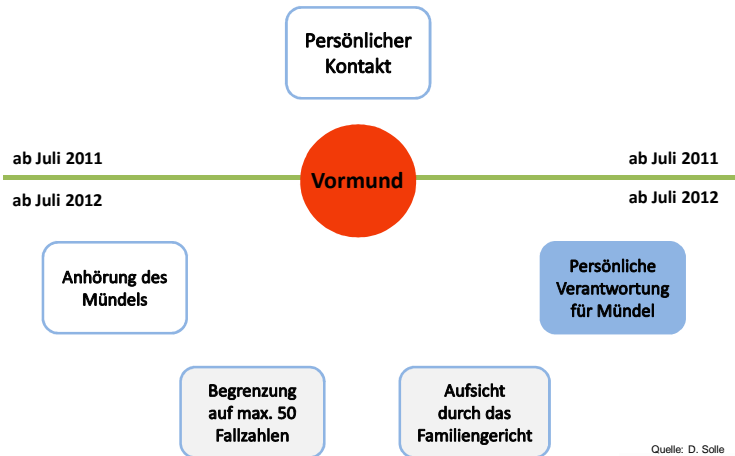 Persönlicher
Kontakt
ab Juli 2011
ab Juli 2011
Vormund
ab Juli 2012
ab Juli 2012
Anhörung des
Mündels
Persönliche
Verantwortung
für Mündel
Begrenzung
auf max. 50
Fallzahlen
Aufsicht
durch das
Familiengericht
Quelle: D. Solle